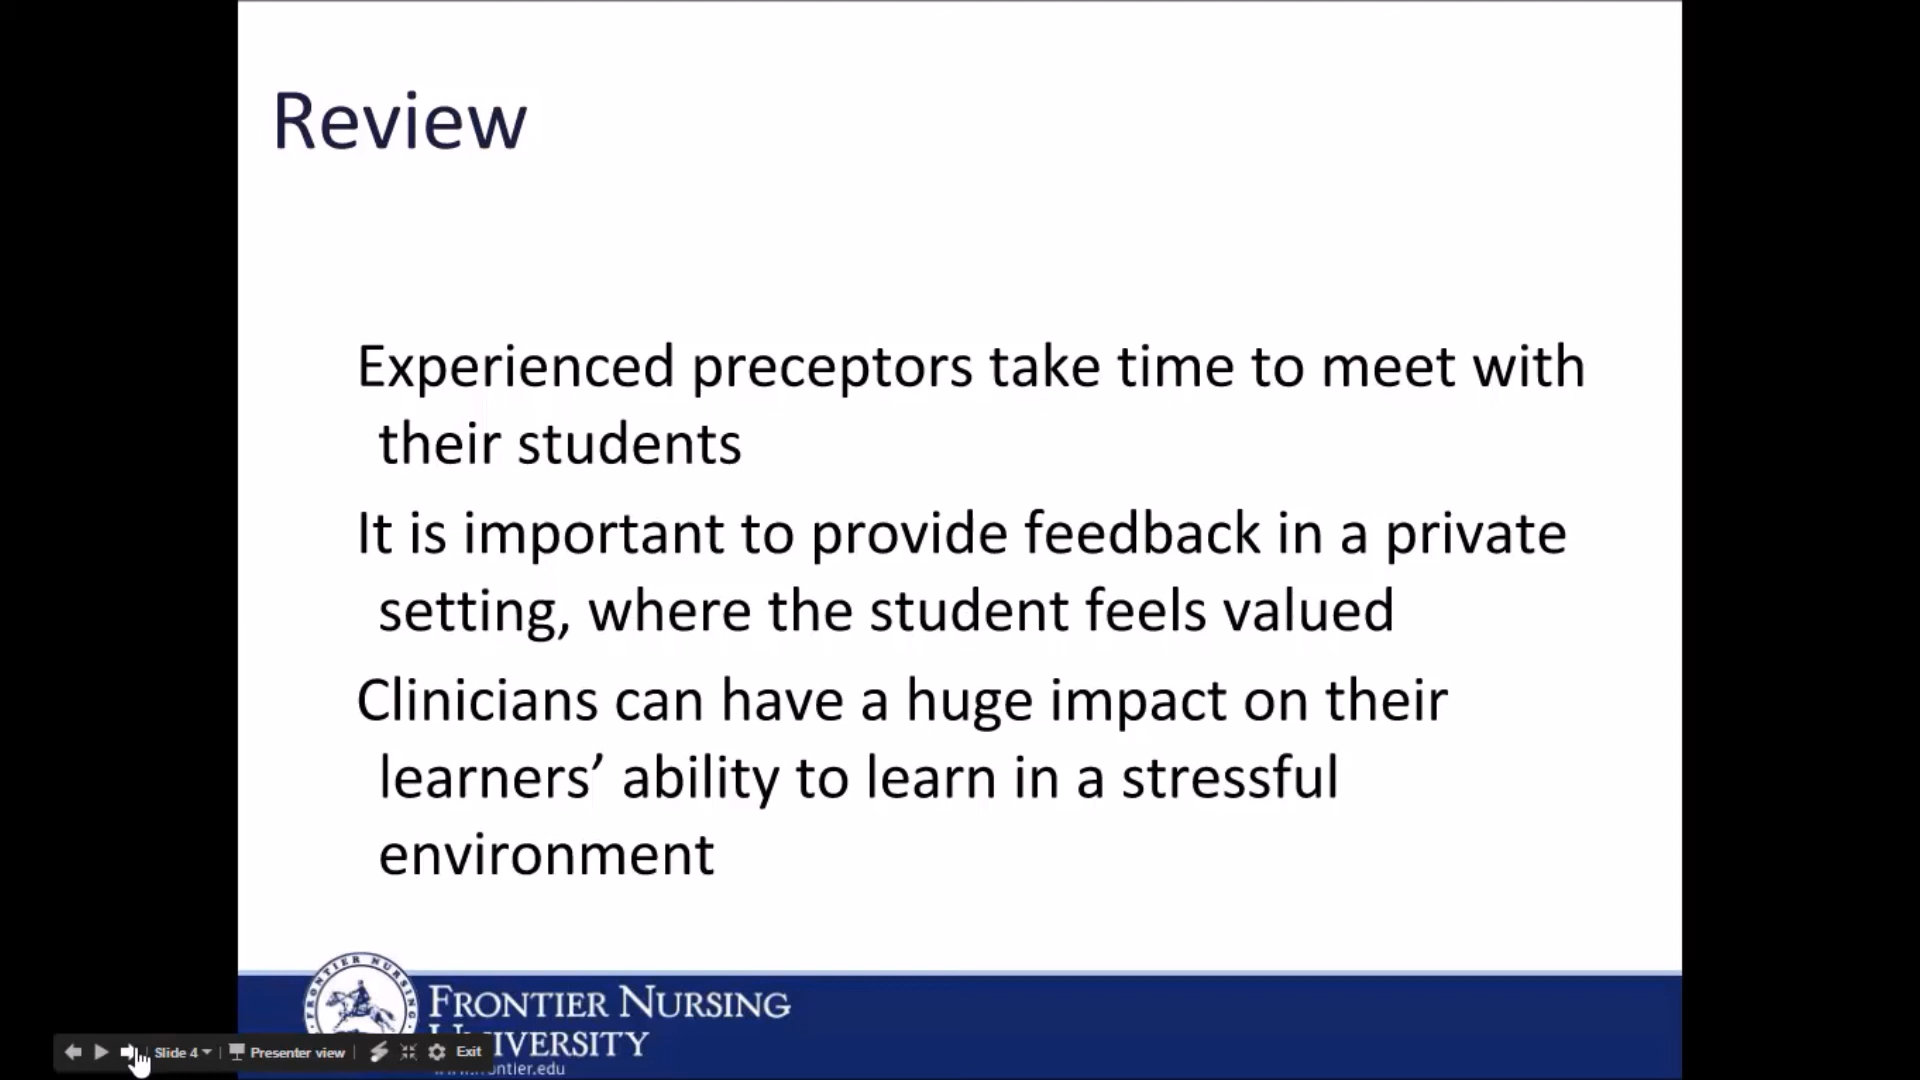 Review
Experienced preceptors take time to meet with
their students
It is important to provide feedback in a private
setting, where the student feels valued
Clinicians can have a huge impact on their
learners’ ability to learn in a stressful
environment
FRONTIER NURSING
FRONTIER NURSING
Slide 4
Presenter view
Exit